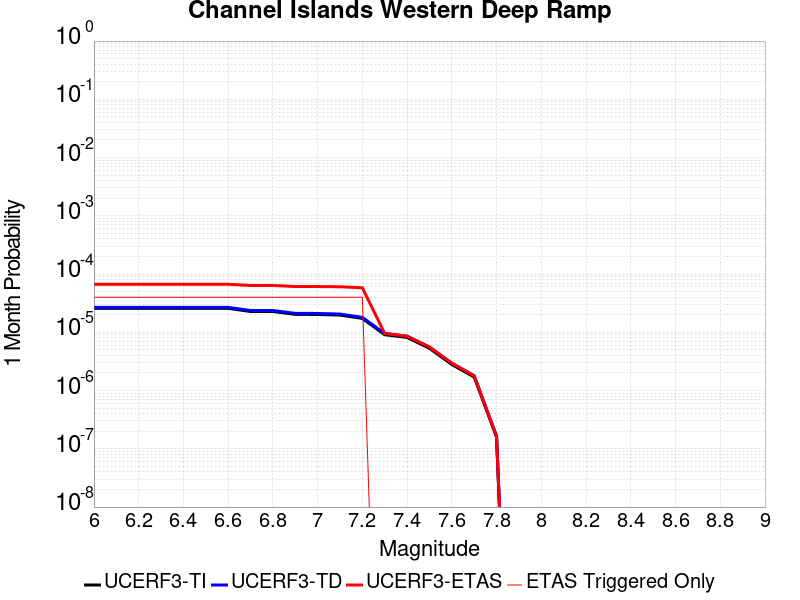 Channel Islands Western Deep Ramp
10^0
10^-1
10^-2
10^-3
10^-4
10^-5
10^-6
10^-7
10^-8
1 Month Probability
6 6.2 6.4 6.6 6.8 7 7.2 7.4 7.6 7.8 8 8.2 8.4 8.6 8.8 9
Magnitude
UCERF3-TI UCERF3-TD UCERF3-ETAS ETAS Triggered Only